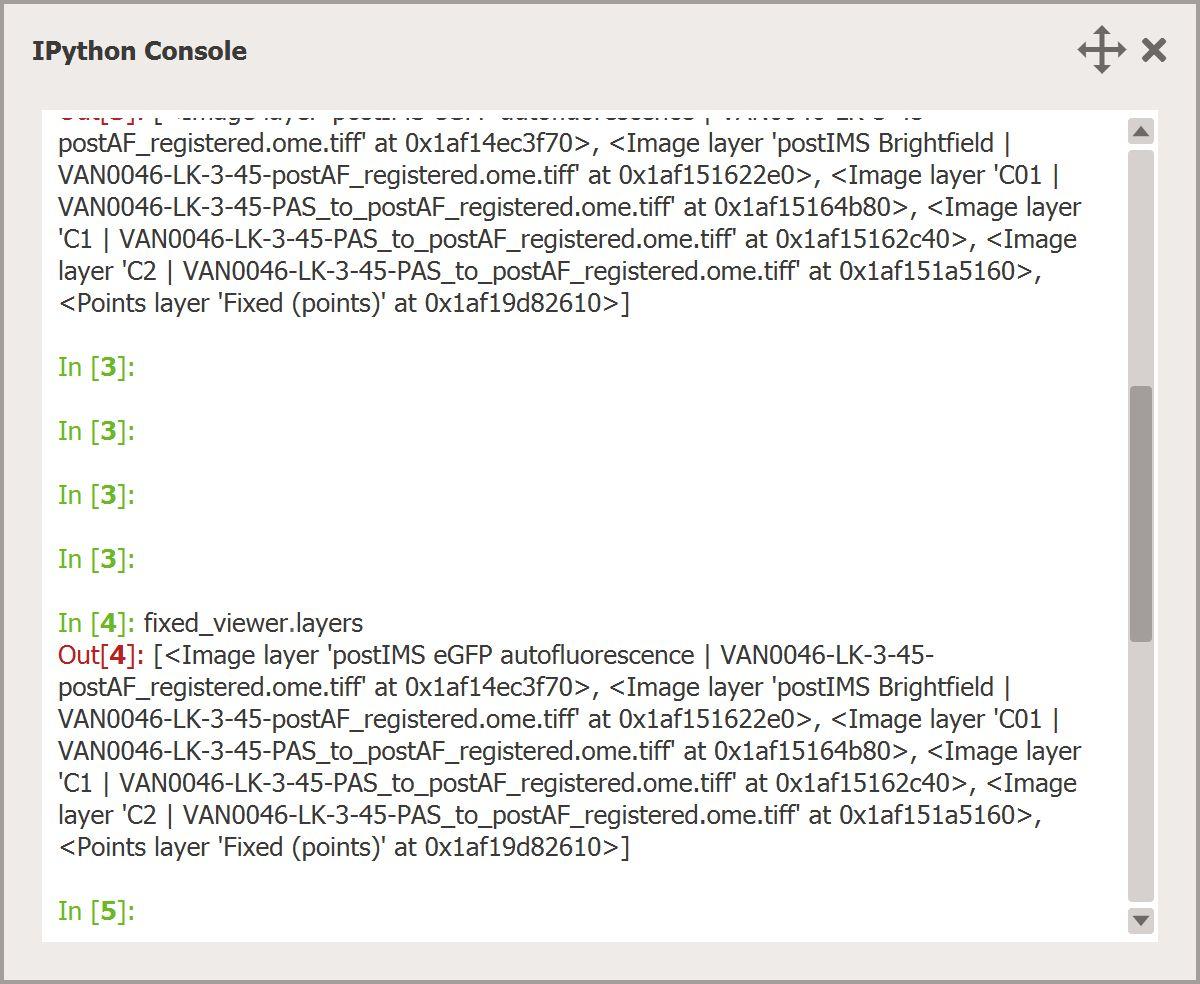 IPython Console
postAF_registered.ome.tiff' at 0x1af14ec3f70>, <Image layer 'postIMS Brightfield |
VAN0046-LK-3-45-postAF_registered.ome.tiff' at 0x1af151622e0>, <Image layer 'C01 |
VAN0046-LK-3-45-PAS_to_postAF_registered.ome.tiff' at 0x1af15164b80>, <Image layer
'C1 | VAN0046-LK-3-45-PAS_to_postAF_registered.ome.tiff' at 0x1af15162c40>, <Image
layer 'C2 | VAN0046-LK-3-45-PAS_to_postAF_registered.ome.tiff' at 0x1af151a5160>,
<Points layer 'Fixed (points)' at 0x1af19d82610>]
In [3]:
In [3]:
In [3]:
In [3]:
In [4]: fixed_viewer.layers
Out[4]: [<Image layer 'postIMS eGFP autofluorescence | VAN0046-LK-3-45-
postAF_registered.ome.tiff' at 0x1af14ec3f70>, <Image layer 'postIMS Brightfield |
VAN0046-LK-3-45-postAF_registered.ome.tiff' at 0x1af151622e0>, <Image layer 'C01 |
VAN0046-LK-3-45-PAS_to_postAF_registered.ome.tiff' at 0x1af15164b80>, <Image layer
'C1 | VAN0046-LK-3-45-PAS_to_postAF_registered.ome.tiff' at 0x1af15162c40>, <Image
layer 'C2 | VAN0046-LK-3-45-PAS_to_postAF_registered.ome.tiff' at 0x1af151a5160>,
<Points layer 'Fixed (points)' at 0x1af19d82610>]
In [5]: